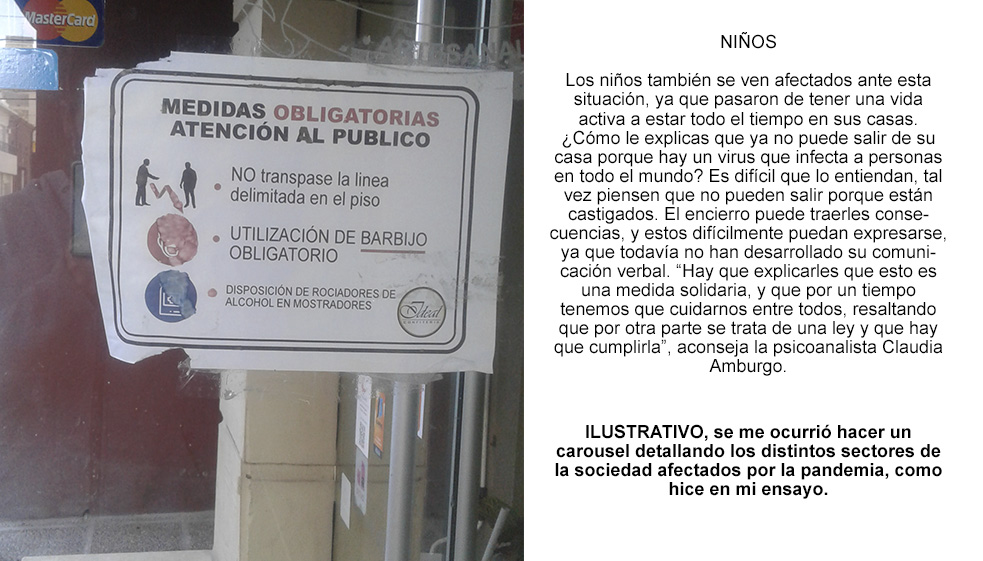 MasterCard
MEDIDAS OBLIGATORIAS
ATENCIÓN AL PUBLICO
NO transpase la linea
delimitada en el piso
UTILIZACIÓN DE BARBIJO
OBLIGATORIO
DISPOSICIÓN DE ROCIADORES DE
ALCOHOL EN MOSTRADORES
Ideal
NIÑOS
Los niños también se ven afectados ante esta
situación, ya que pasaron de tener una vida
activa a estar todo el tiempo en sus casas.
¿Cómo le explicas que ya no puede salir de su
casa porque hay un virus que infecta a personas
en todo el mundo? Es difícil que lo entiendan, tal
vez piensen que no pueden salir porque están
castigados. El encierro puede traerles conse-
cuencias, y estos difícilmente puedan expresarse,
ya que todavía no han desarrollado su comuni-
cación verbal. “Hay que explicarles que esto es
una medida solidaria, y que por un tiempo
tenemos que cuidarnos entre todos, resaltando
que por otra parte se trata de una ley y que hay
que cumplirla”, aconseja la psicoanalista Claudia
Amburgo.
ILUSTRATIVO, se me ocurrió hacer un
carousel detallando los distintos sectores de
la sociedad afectados por la pandemia, como
hice en mi ensayo.